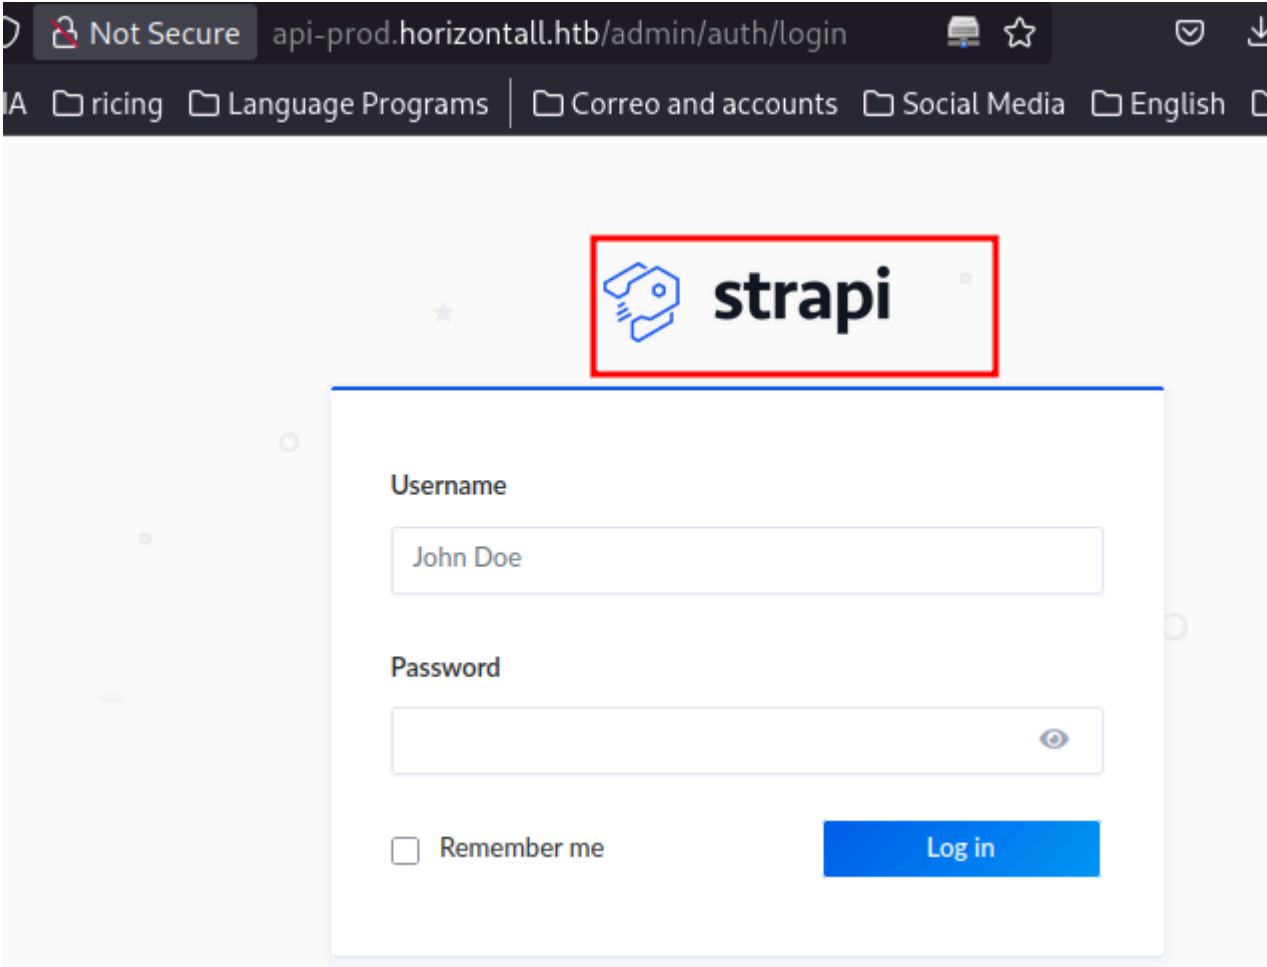 Not Secure api-prod.horizontall.htb/admin/auth/login
IA ricing Language Programs Correo and accounts Social Media English
strapi
Username
John Doe
Password
Remember me Log in